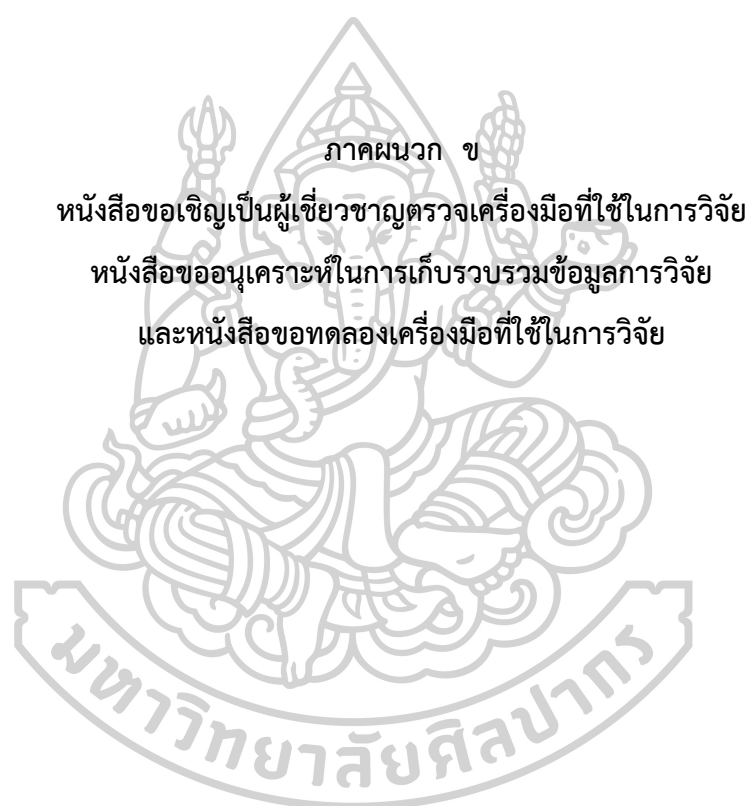 ภาคผนวก ข
หนังสือขอเชิญเป็นผู้เชี่ยวชาญตรวจเครื่องมือที่ใช้ในการวิจัย
หนังสือขออนุเคราะห์ในการเก็บรวบรวมข้อมูลการวิจัย
และหนังสือขอทดลองเครื่องมือที่ใช้ในการวิจัย
มหาวิทยาลัยศิลปากร